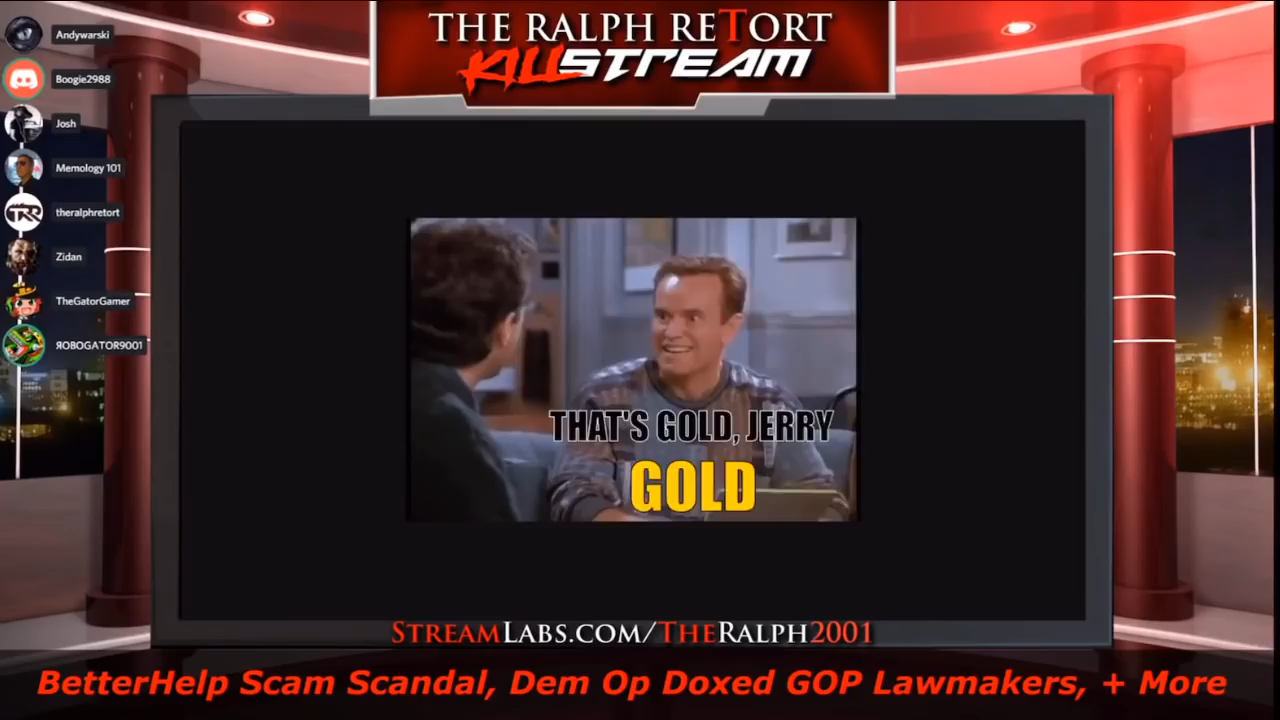 THE RALPH RETORT
KILLSTREAM
Andywarski
Boogie2988
Josh
Memology 101
TRR
theralphretort
Zidan
TheGatorGamer
ЯOBOGATOR9001
THAT'S GOLD, JERRY
GOLD
STREAMLABS.COM/THERALPH2001
BetterHelp Scam Scandal, Dem Op Doxed GOP Lawmakers, + More